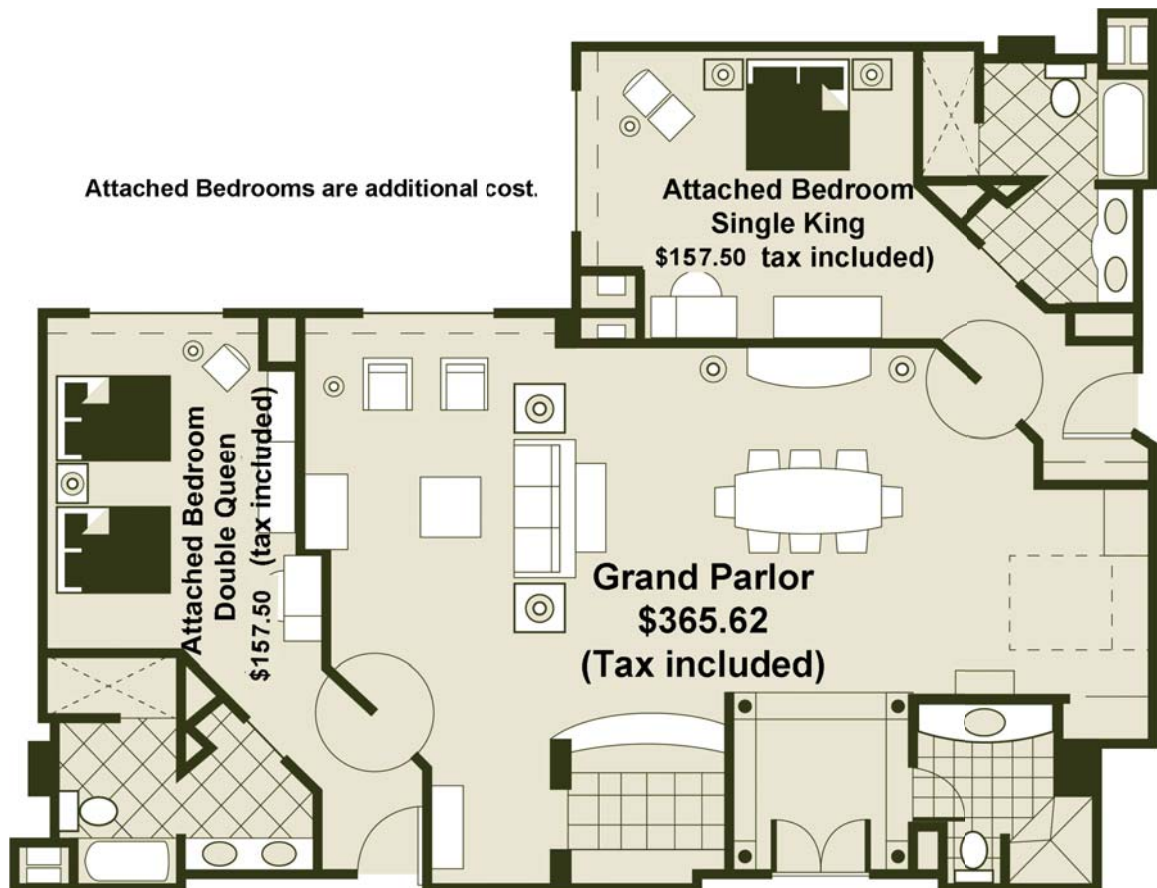 Attached Bedrooms are additional cost.
Attached Bedroom
Single King
$157.50 tax included)
Attached Bedroom
Double Queen
$157.50 (tax included)
Grand Parlor
$365.62
(Tax included)